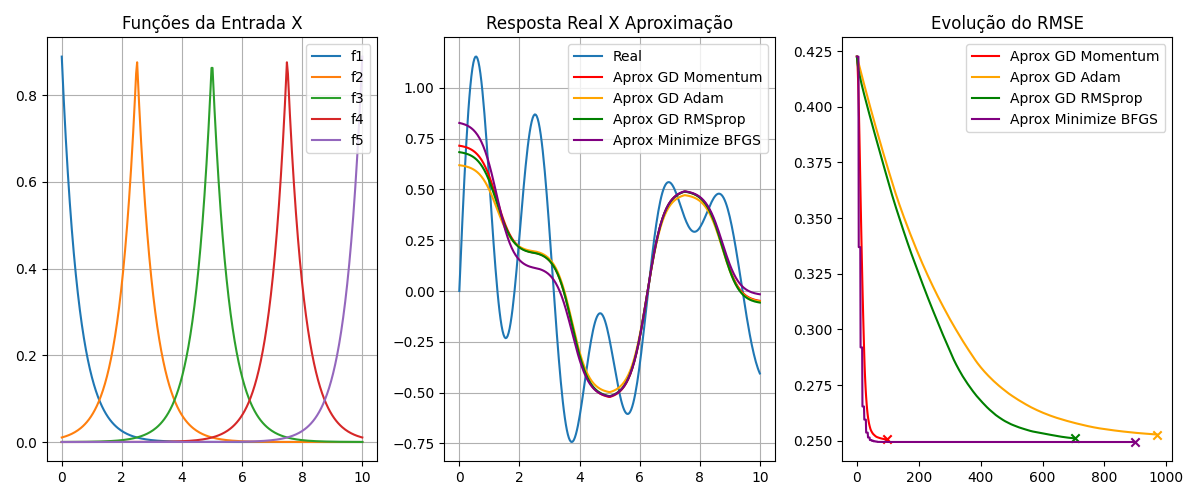 Funções da Entrada X
f1
f2
f3
f4
f5
0.8
0.6
0.4
0.2
0.0
0 2 4 6 8 10
Resposta Real X Aproximação
Real
Aprox GD Momentum
Aprox GD Adam
Aprox GD RMSprop
Aprox Minimize BFGS
1.00
0.75
0.50
0.25
0.00
−0.25
−0.50
−0.75
0 2 4 6 8 10
Evolução do RMSE
Aprox GD Momentum
Aprox GD Adam
Aprox GD RMSprop
Aprox Minimize BFGS
0.425
0.400
0.375
0.350
0.325
0.300
0.275
0.250
0 200 400 600 800 1000